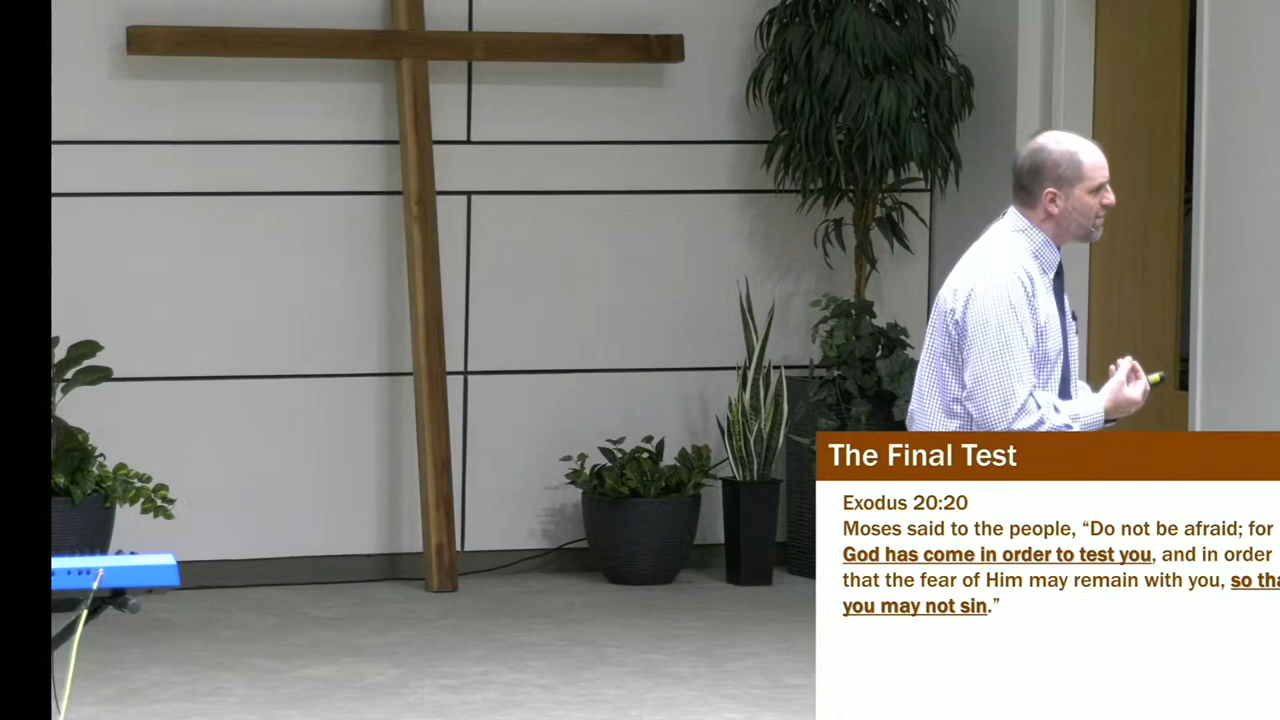 The Final Test
Exodus 20:20
Moses said to the people, “Do not be afraid; for
God has come in order to test you, and in order
that the fear of Him may remain with you, so tha
you may not sin.”